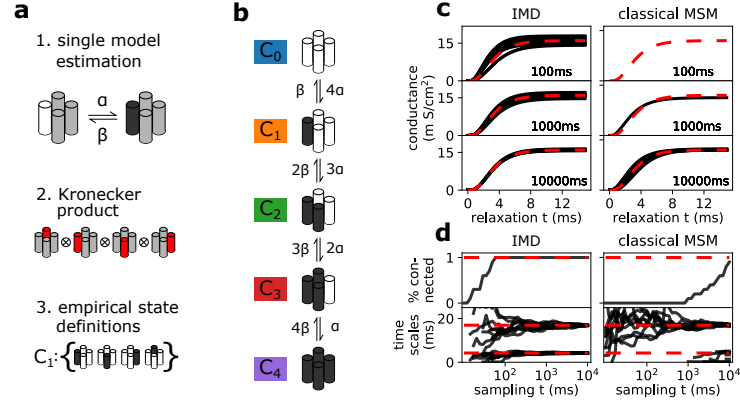 a
1. single model
estimation
α
β
2. Kronecker
product
⊗ ⊗ ⊗
3. empirical state
definitions
C₁:{ }
b
C₀
β 4α
C₁
2β 3α
C₂
3β 2α
C₃
4β α
C₄
c
IMD classical MSM
conductance
(m S/cm²)
15
0
100ms 100ms
15
0
1000ms 1000ms
15
0
10000ms 10000ms
0 4 8 12 0 4 8 12
relaxation t (ms) relaxation t (ms)
d
IMD classical MSM
% con-
nected
1
0
time
scales
(ms)
20
0
10² 10³ 10⁴ 10² 10³ 10⁴
sampling t (ms) sampling t (ms)